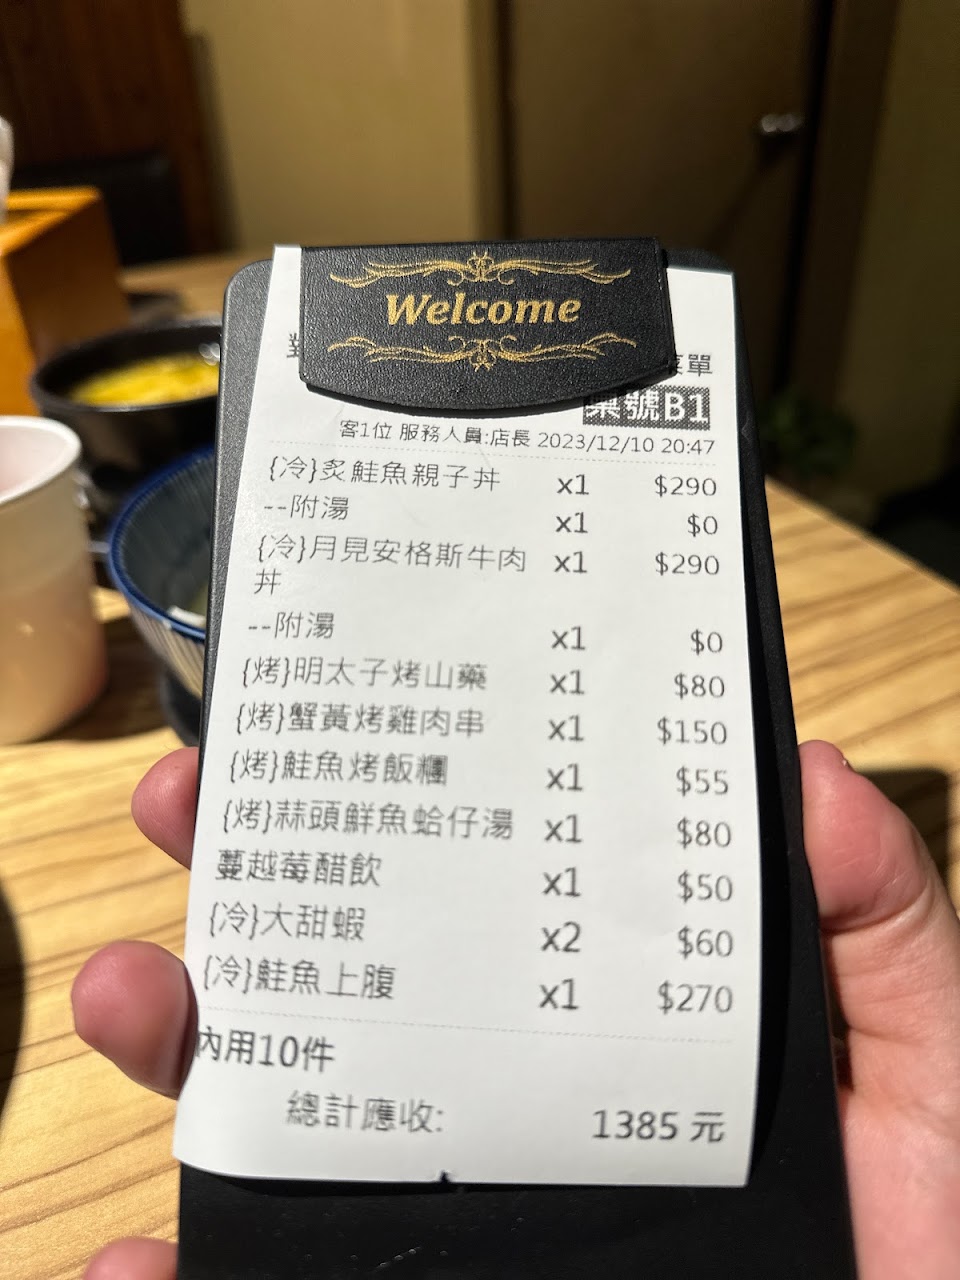 Welcome
菜單
桌號B1
客1位 服務人員:店長 2023/12/10 20:47
{冷}炙鮭魚親子丼 x1 $290
--附湯 x1 $0
{冷}月見安格斯牛肉 x1 $290
丼
--附湯 x1 $0
{烤}明太子烤山藥 x1 $80
{烤}蟹黃烤雞肉串 x1 $150
{烤}鮭魚烤飯糰 x1 $55
{烤}蒜頭鮮魚蛤仔湯 x1 $80
蔓越莓醋飲 x1 $50
{冷}大甜蝦 x2 $60
{冷}鮭魚上腹 x1 $270
內用10件
總計應收: 1385 元